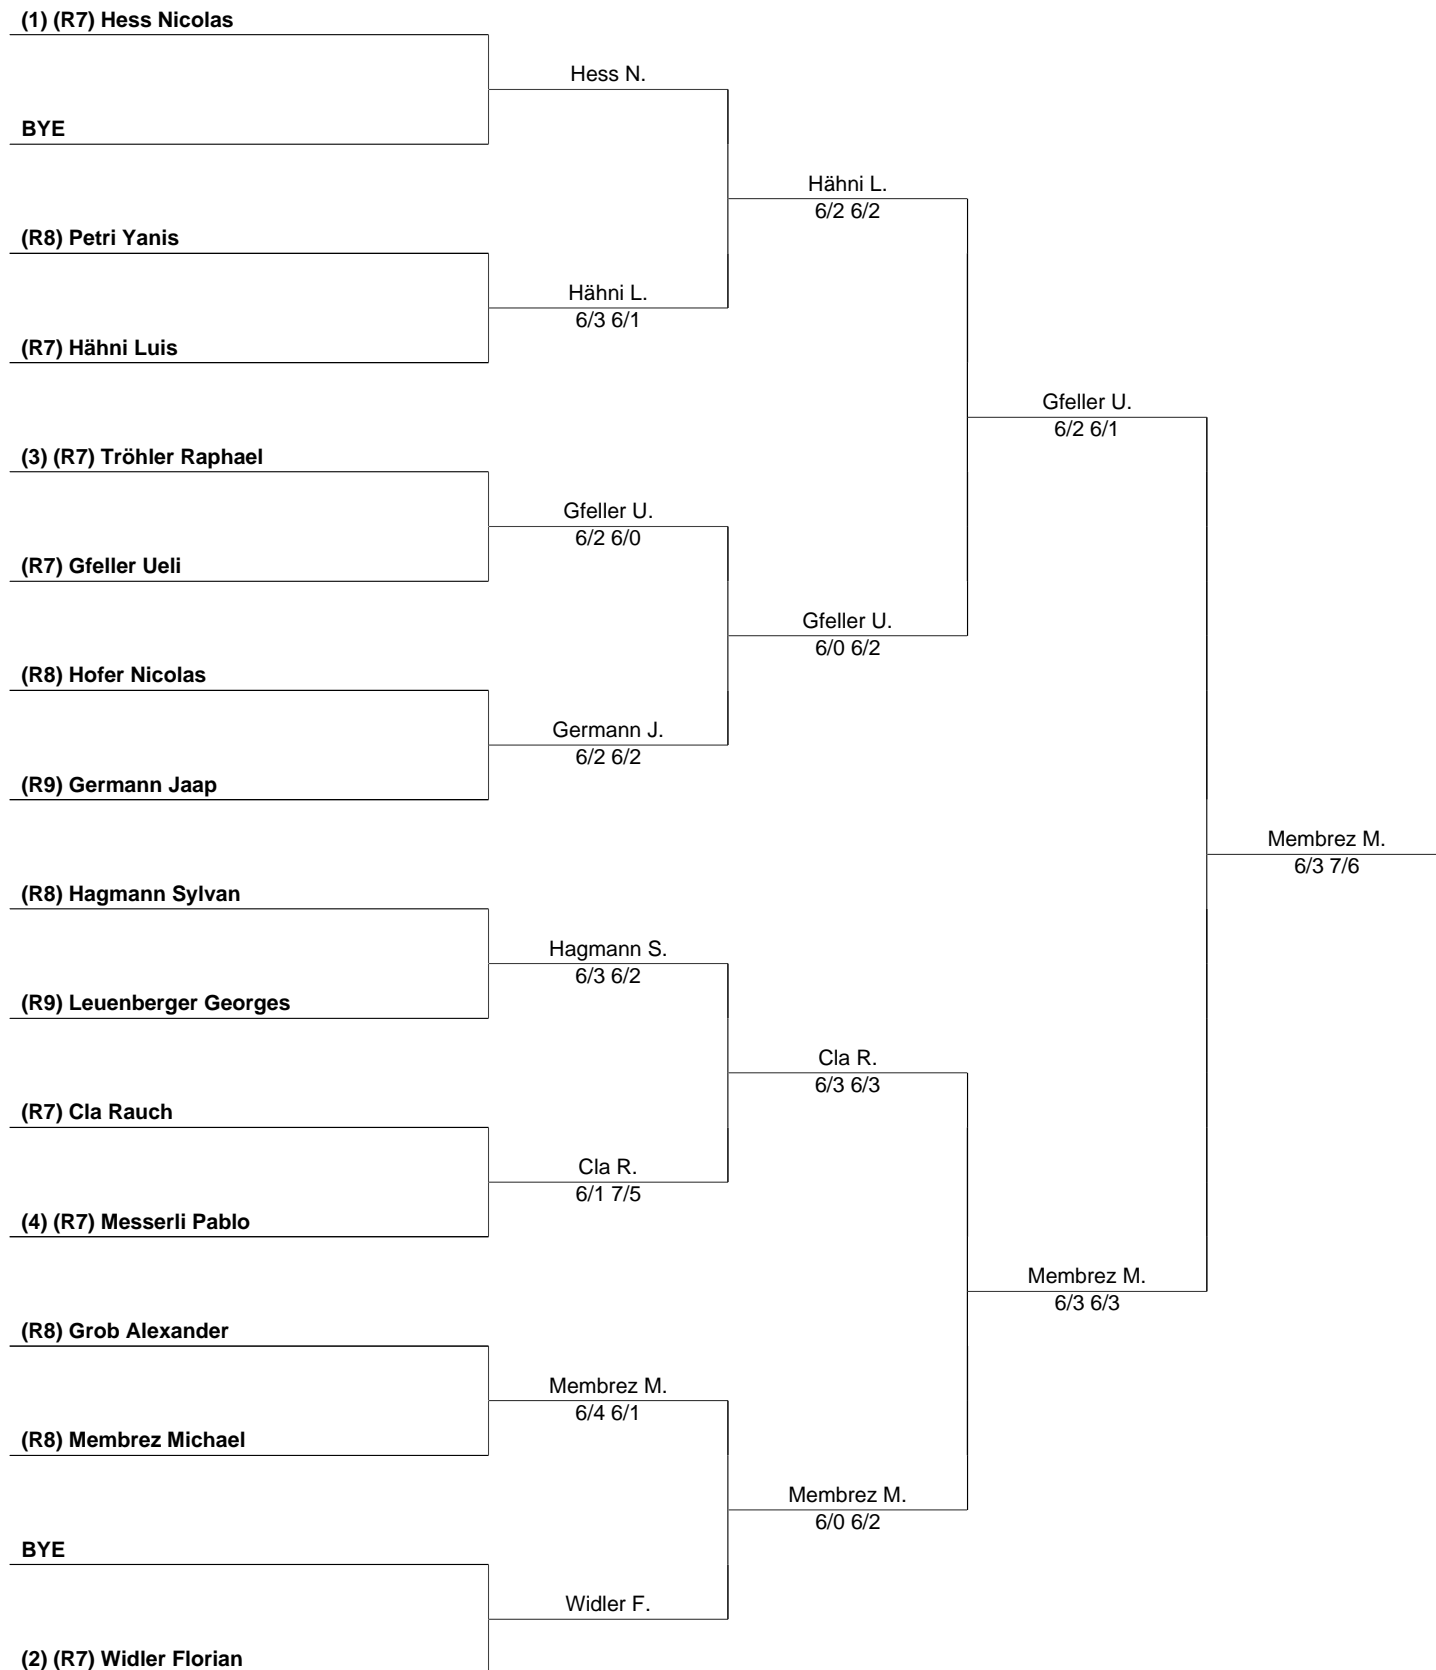 (1) (R7) Hess Nicolas
Hess N.
BYE
Hähni L.
6/2 6/2
(R8) Petri Yanis
Hähni L.
6/3 6/1
(R7) Hähni Luis
Gfeller U.
6/2 6/1
(3) (R7) Tröhler Raphael
Gfeller U.
6/2 6/0
(R7) Gfeller Ueli
Gfeller U.
6/0 6/2
(R8) Hofer Nicolas
Germann J.
6/2 6/2
(R9) Germann Jaap
Membrez M.
6/3 7/6
(R8) Hagmann Sylvan
Hagmann S.
6/3 6/2
(R9) Leuenberger Georges
Cla R.
6/3 6/3
(R7) Cla Rauch
Cla R.
6/1 7/5
(4) (R7) Messerli Pablo
Membrez M.
6/3 6/3
(R8) Grob Alexander
Membrez M.
6/4 6/1
(R8) Membrez Michael
Membrez M.
6/0 6/2
BYE
Widler F.
(2) (R7) Widler Florian